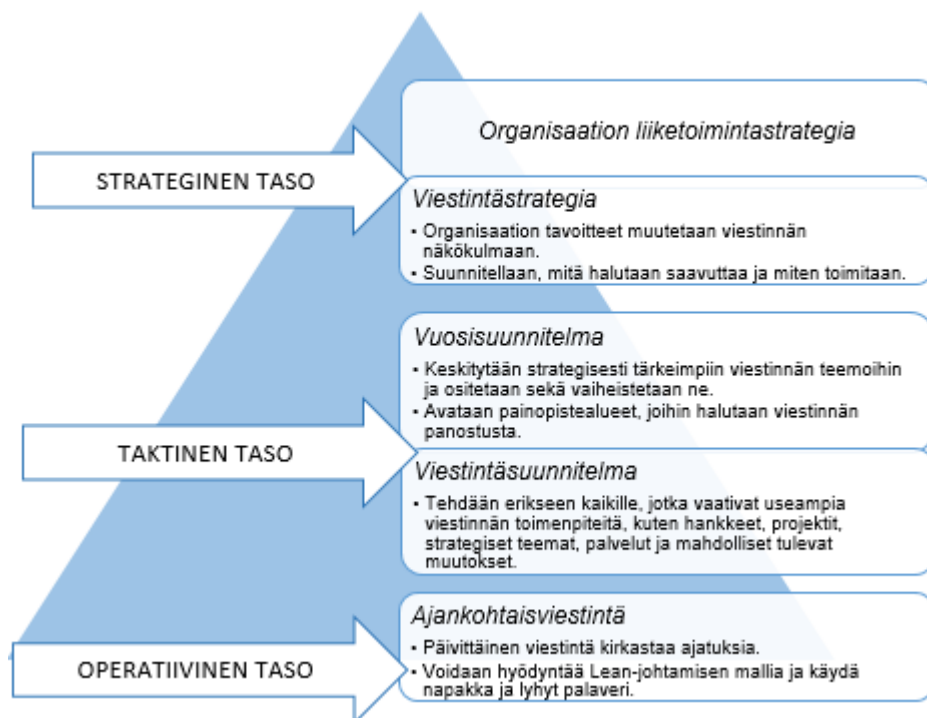 Organisaation liiketoimintastrategia
STRATEGINEN TASO
Viestintästrategia
• Organisaation tavoitteet muutetaan viestinnän
näkökulmaan.
• Suunnitellaan, mitä halutaan saavuttaa ja miten toimitaan.
Vuosisuunnitelma
• Keskitytään strategisesti tärkeimpiin viestinnän teemoihin
ja ositetaan sekä vaiheistetaan ne.
• Avataan painopistealueet, joihin halutaan viestinnän
panostusta.
TAKTINEN TASO
Viestintäsuunnitelma
• Tehdään erikseen kaikille, jotka vaativat useampia
viestinnän toimenpiteitä, kuten hankkeet, projektit,
strategiset teemat, palvelut ja mahdolliset tulevat
muutokset.
Ajankohtaisviestintä
• Päivittäinen viestintä kirkastaa ajatuksia.
OPERATIIVINEN TASO
• Voidaan hyödyntää Lean-johtamisen mallia ja käydä
napakka ja lyhyt palaveri.